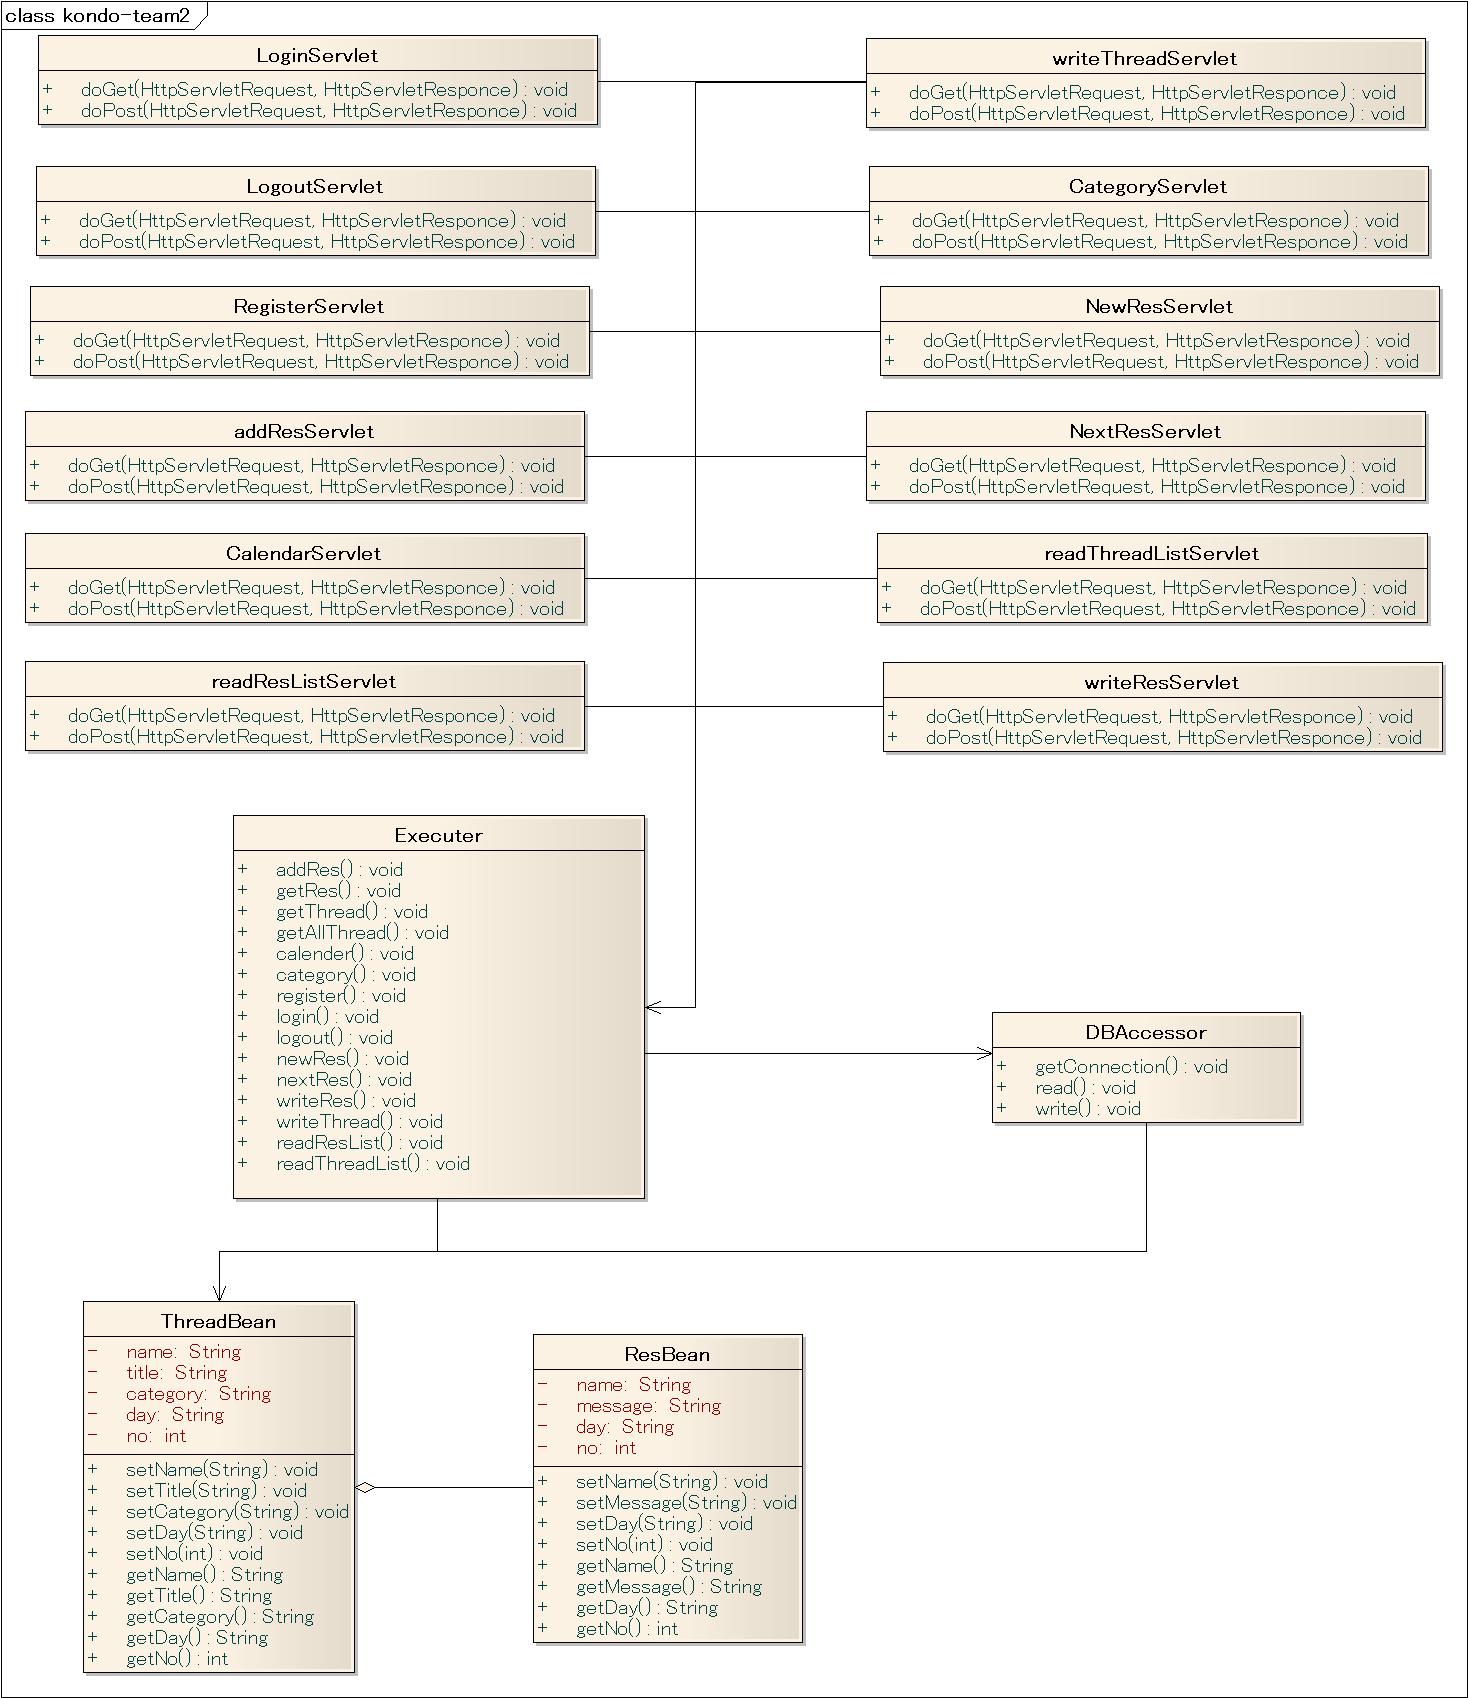 class kondo-team2
LoginServlet
+ doGet(HttpServletRequest, HttpServletResponce) : void
+ doPost(HttpServletRequest, HttpServletResponce) : void
writeThreadServlet
+ doGet(HttpServletRequest, HttpServletResponce) : void
+ doPost(HttpServletRequest, HttpServletResponce) : void
LogoutServlet
+ doGet(HttpServletRequest, HttpServletResponce) : void
+ doPost(HttpServletRequest, HttpServletResponce) : void
CategoryServlet
+ doGet(HttpServletRequest, HttpServletResponce) : void
+ doPost(HttpServletRequest, HttpServletResponce) : void
RegisterServlet
+ doGet(HttpServletRequest, HttpServletResponce) : void
+ doPost(HttpServletRequest, HttpServletResponce) : void
NewResServlet
+ doGet(HttpServletRequest, HttpServletResponce) : void
+ doPost(HttpServletRequest, HttpServletResponce) : void
addResServlet
+ doGet(HttpServletRequest, HttpServletResponce) : void
+ doPost(HttpServletRequest, HttpServletResponce) : void
NextResServlet
+ doGet(HttpServletRequest, HttpServletResponce) : void
+ doPost(HttpServletRequest, HttpServletResponce) : void
CalendarServlet
+ doGet(HttpServletRequest, HttpServletResponce) : void
+ doPost(HttpServletRequest, HttpServletResponce) : void
readThreadListServlet
+ doGet(HttpServletRequest, HttpServletResponce) : void
+ doPost(HttpServletRequest, HttpServletResponce) : void
readResListServlet
+ doGet(HttpServletRequest, HttpServletResponce) : void
+ doPost(HttpServletRequest, HttpServletResponce) : void
writeResServlet
+ doGet(HttpServletRequest, HttpServletResponce) : void
+ doPost(HttpServletRequest, HttpServletResponce) : void
Executer
+ addRes() : void
+ getRes() : void
+ getThread() : void
+ getAllThread() : void
+ calender() : void
+ category() : void
+ register() : void
+ login() : void
+ logout() : void
+ newRes() : void
+ nextRes() : void
+ writeRes() : void
+ writeThread() : void
+ readResList() : void
+ readThreadList() : void
DBAccessor
+ getConnection() : void
+ read() : void
+ write() : void
ThreadBean
- name: String
- title: String
- category: String
- day: String
- no: int
+ setName(String) : void
+ setTitle(String) : void
+ setCategory(String) : void
+ setDay(String) : void
+ setNo(int) : void
+ getName() : String
+ getTitle() : String
+ getCategory() : String
+ getDay() : String
+ getNo() : int
ResBean
- name: String
- message: String
- day: String
- no: int
+ setName(String) : void
+ setMessage(String) : void
+ setDay(String) : void
+ setNo(int) : void
+ getName() : String
+ getMessage() : String
+ getDay() : String
+ getNo() : int